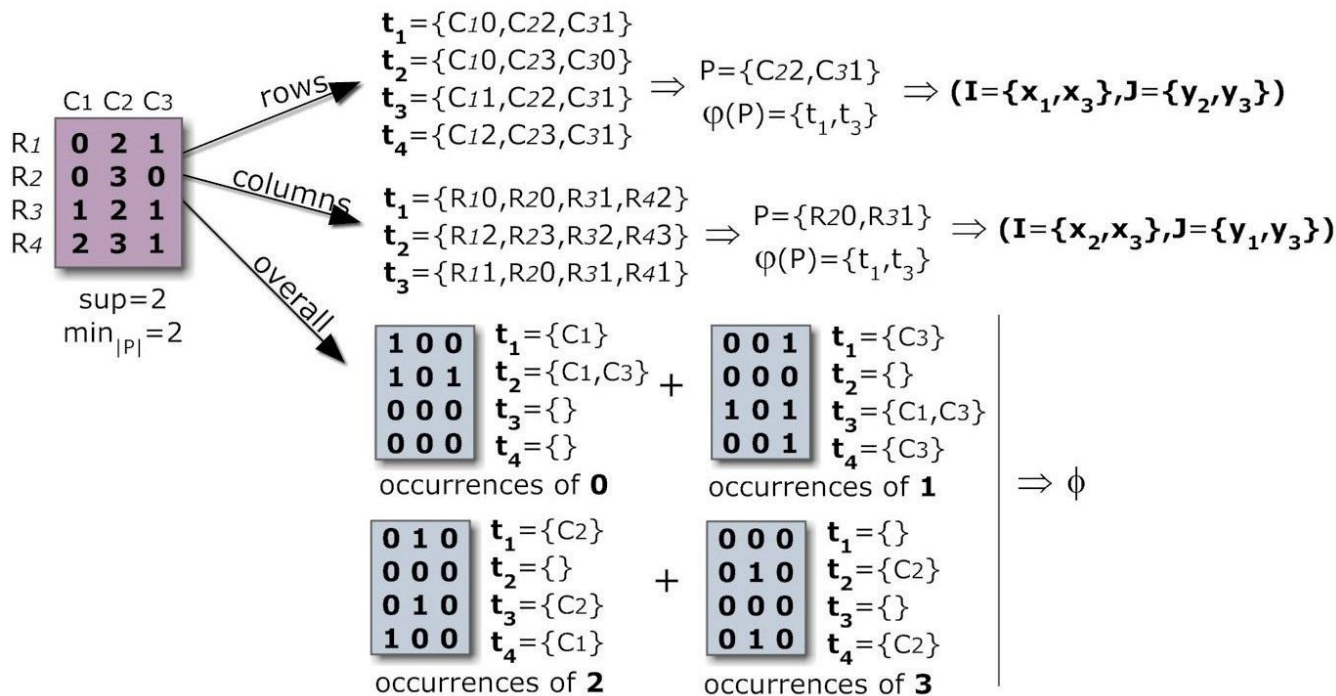 C1 C2 C3
R1 0 2 1
R2 0 3 0
R3 1 2 1
R4 2 3 1
sup=2
min|P|=2
rows
t1={C10,C22,C31}
t2={C10,C23,C30}
t3={C11,C22,C31}
t4={C12,C23,C31}
⇒
P={C22,C31}
φ(P)={t1,t3}
⇒ (I={x1,x3},J={y2,y3})
columns
t1={R10,R20,R31,R42}
t2={R12,R23,R32,R43}
t3={R11,R20,R31,R41}
⇒
P={R20,R31}
φ(P)={t1,t3}
⇒ (I={x2,x3},J={y1,y3})
overall
1 0 0 t1={C1}
1 0 1 t2={C1,C3}
0 0 0 t3={}
0 0 0 t4={}
occurrences of 0
+
0 0 1 t1={C3}
0 0 0 t2={}
1 0 1 t3={C1,C3}
0 0 1 t4={C3}
occurrences of 1
0 1 0 t1={C2}
0 0 0 t2={}
0 1 0 t3={C2}
1 0 0 t4={C1}
occurrences of 2
+
0 0 0 t1={}
0 1 0 t2={C2}
0 0 0 t3={}
0 1 0 t4={C2}
occurrences of 3
⇒ ϕ